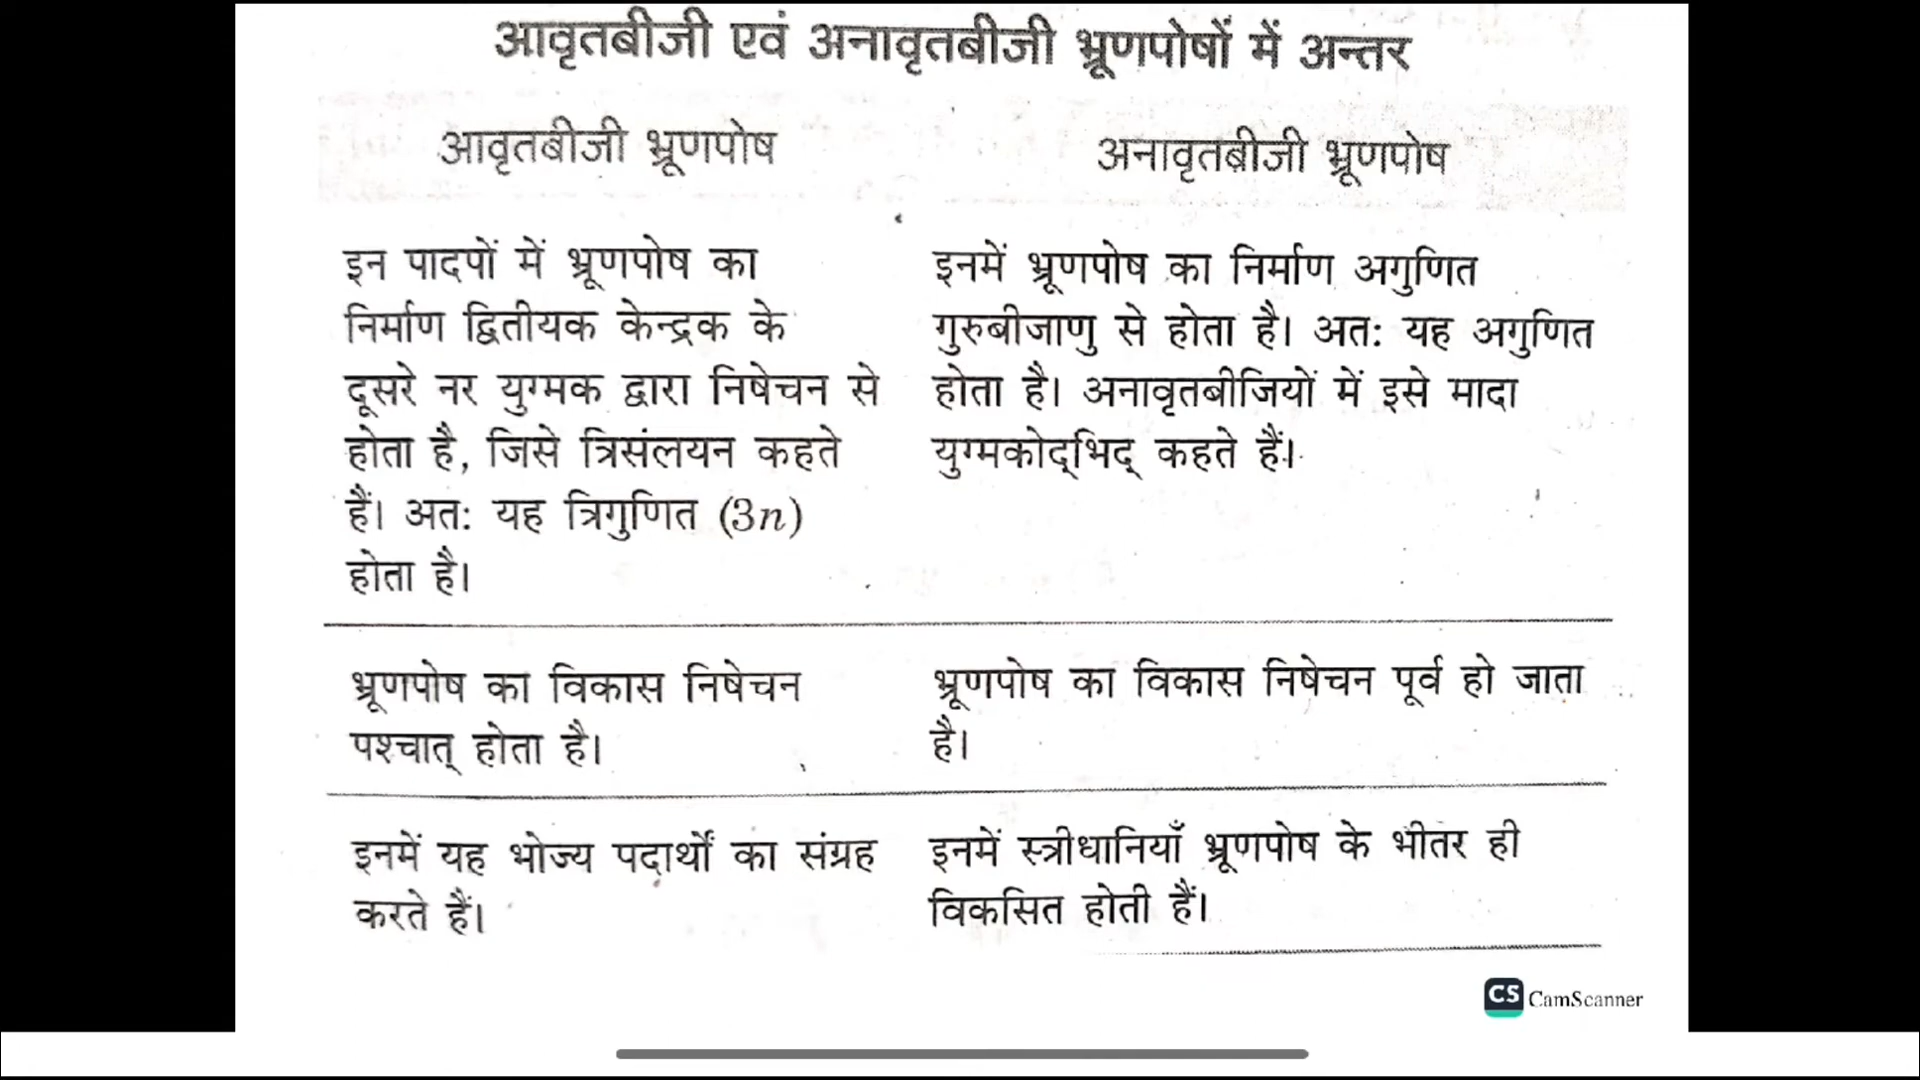 आवृतबीजी एवं अनावृतबीजी भ्रूणपोषों में अन्तर
आवृतबीजी भ्रूणपोष
अनावृतबीजी भ्रूणपोष
इन पादपों में भ्रूणपोष का
निर्माण द्वितीयक केन्द्रक के
दूसरे नर युग्मक द्वारा निषेचन से
होता है, जिसे त्रिसंलयन कहते
हैं। अतः यह त्रिगुणित (3n)
होता है।
इनमें भ्रूणपोष का निर्माण अगुणित
गुरुबीजाणु से होता है। अतः यह अगुणित
होता है। अनावृतबीजियों में इसे मादा
युग्मकोद्‌भिद् कहते हैं।
भ्रूणपोष का विकास निषेचन
पश्चात् होता है।
भ्रूणपोष का विकास निषेचन पूर्व हो जाता
है।
इनमें यह भोज्य पदार्थों का संग्रह
करते हैं।
इनमें स्त्रीधानियाँ भ्रूणपोष के भीतर ही
विकसित होती हैं।
CS CamScanner